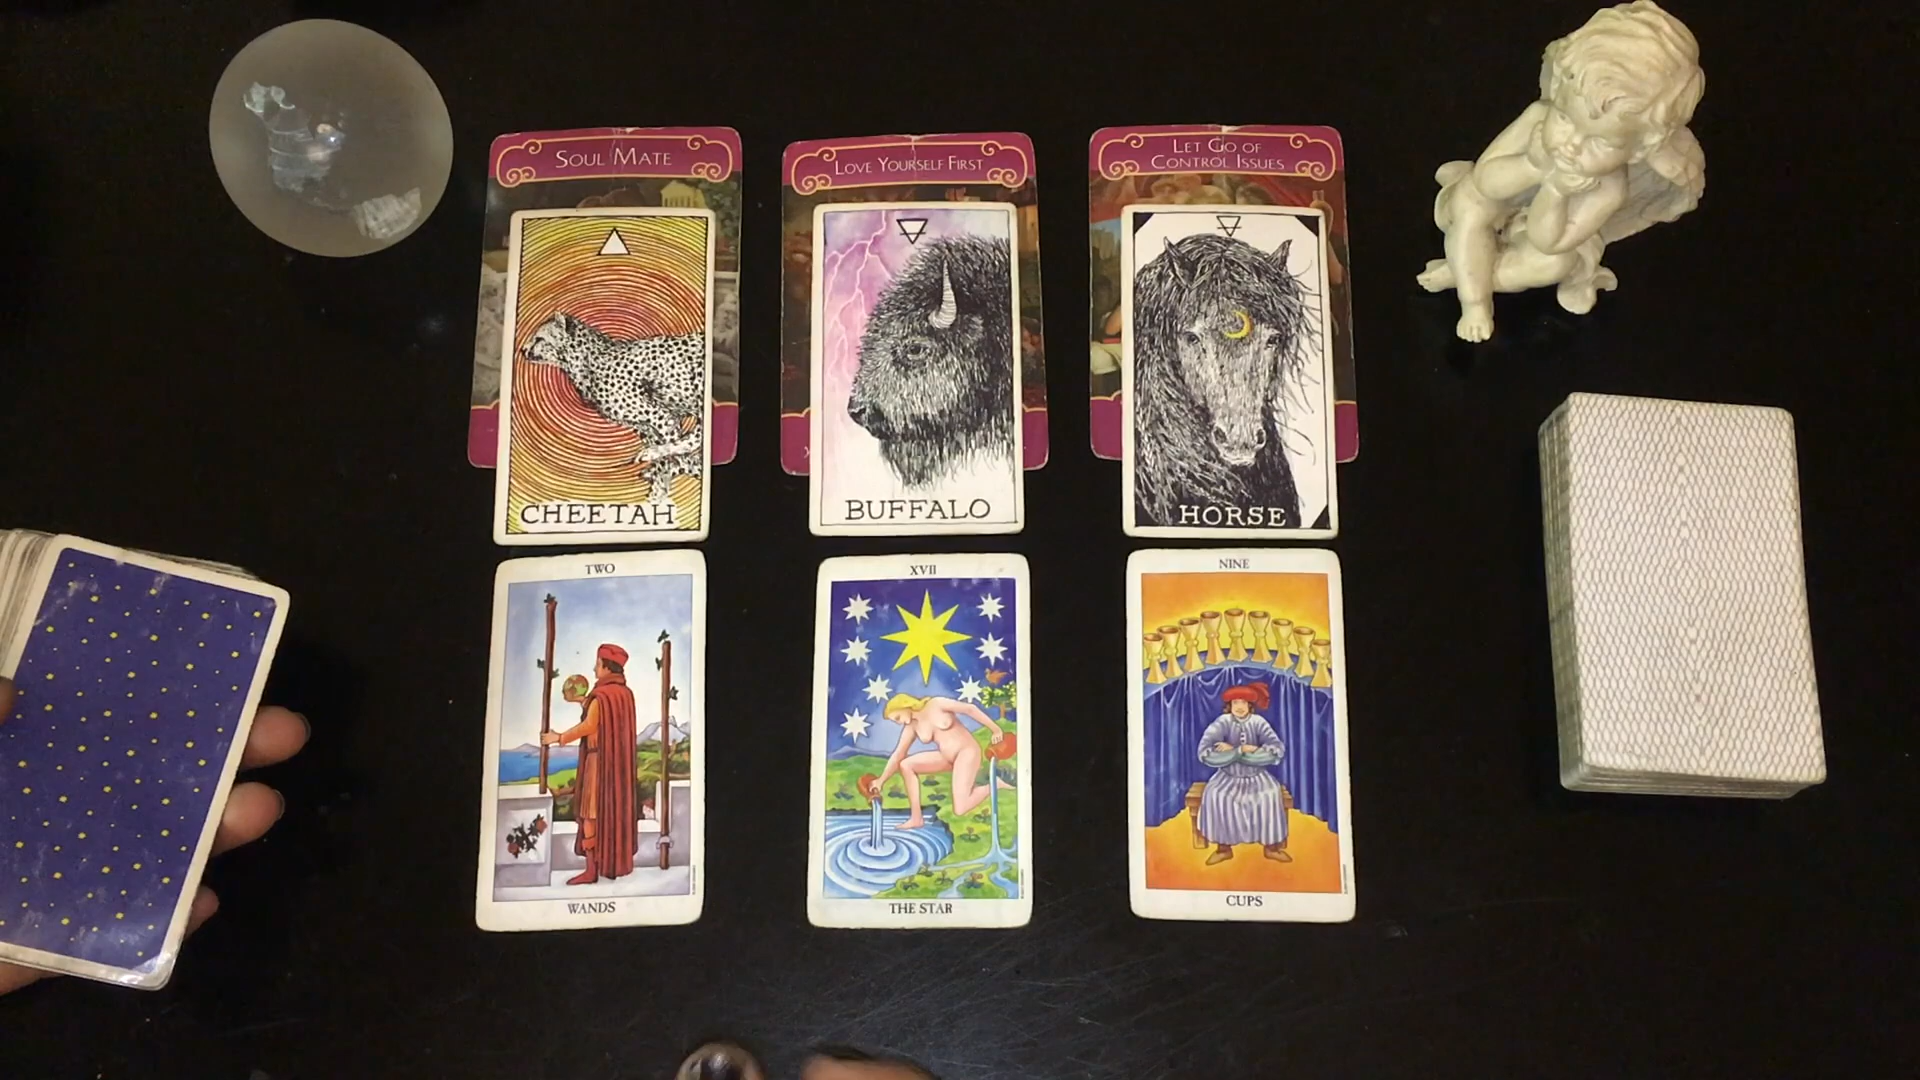 SOUL MATE
LOVE YOURSELF FIRST
LET GO OF
CONTROL ISSUES
CHEETAH
BUFFALO
HORSE
TWO
WANDS
XVII
THE STAR
NINE
CUPS